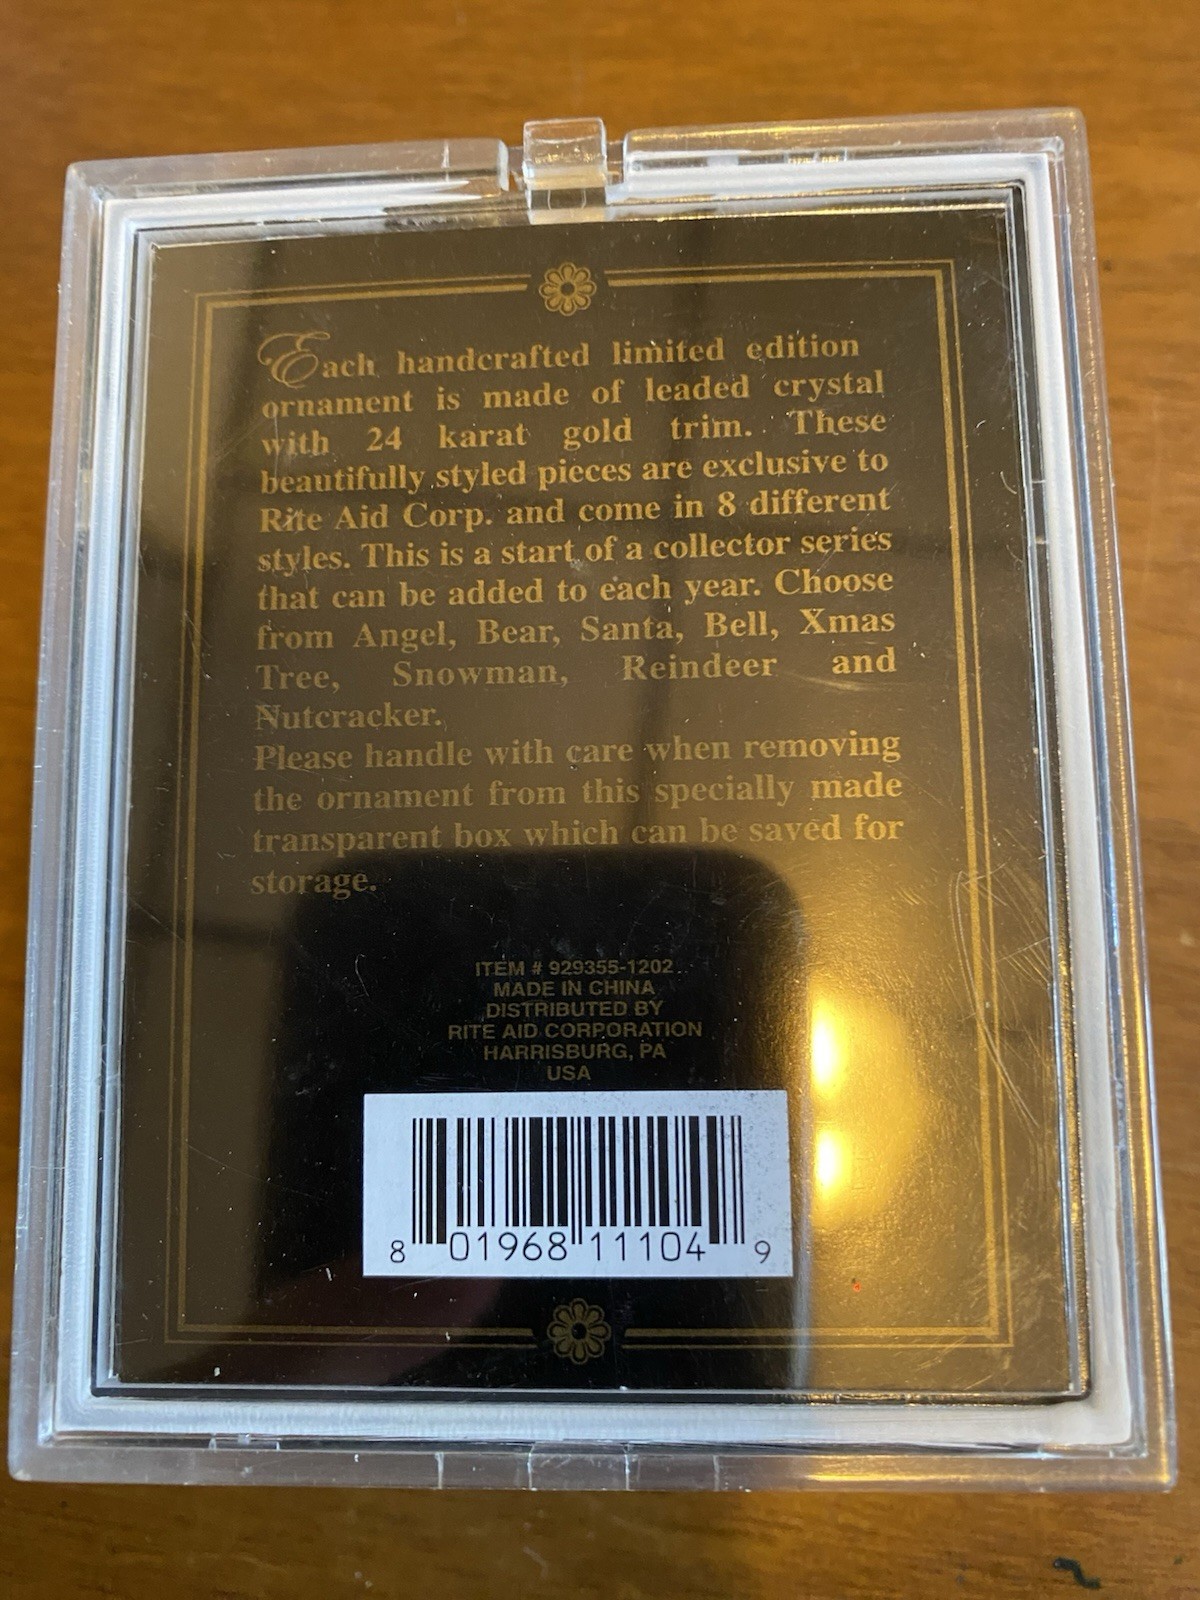 Each handcrafted limited edition
ornament is made of leaded crystal
with 24 karat gold trim. These
beautifully styled pieces are exclusive to
Rite Aid Corp. and come in 8 different
styles. This is a start of a collector series
that can be added to each year. Choose
from Angel, Bear, Santa, Bell, Xmas
Tree, Snowman, Reindeer and
Nutcracker.
Please handle with care when removing
the ornament from this specially made
transparent box which can be saved for
storage.
ITEM # 929355-1202
MADE IN CHINA
DISTRIBUTED BY
RITE AID CORPORATION
HARRISBURG, PA
USA
8 01968 11104 9